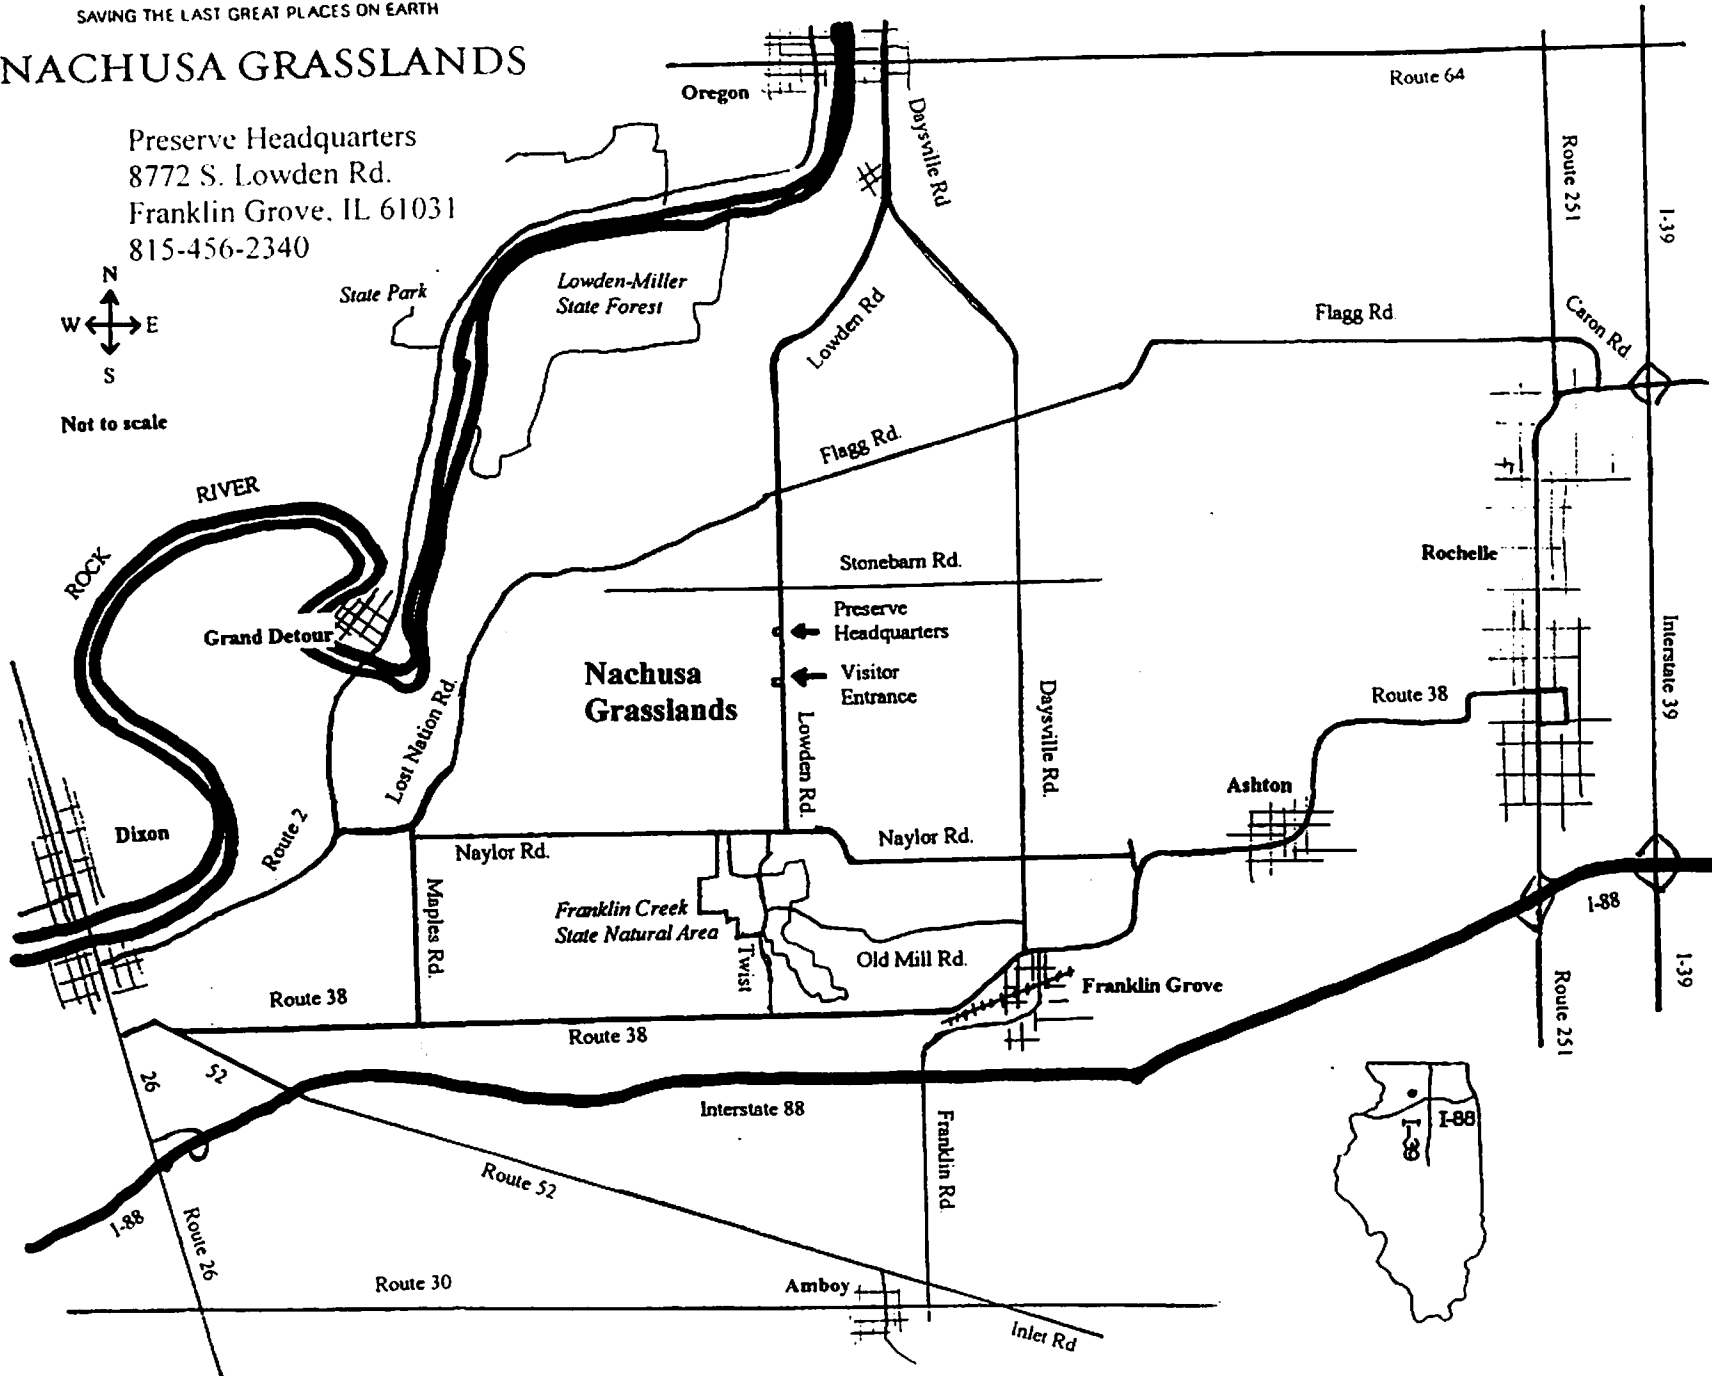 SAVING THE LAST GREAT PLACES ON EARTH
NACHUSA GRASSLANDS
Preserve Headquarters
8772 S. Lowden Rd.
Franklin Grove, IL 61031
815-456-2340
N
W E
S
Not to scale
Oregon
Route 64
Daysville Rd
Route 251
I-39
State Park
Lowden-Miller
State Forest
Lowden Rd
Flagg Rd
Caron Rd
Flagg Rd.
ROCK
RIVER
Stonebarn Rd.
Rochelle
Preserve
Headquarters
Grand Detour
Nachusa
Grasslands
Visitor
Entrance
Lost Nation Rd.
Lowden Rd.
Daysville Rd.
Route 38
Interstate 39
Ashton
Dixon
Route 2
Naylor Rd.
Naylor Rd.
Maples Rd.
Franklin Creek
State Natural Area
Twist
Old Mill Rd.
I-88
I-39
Franklin Grove
Route 38
Route 38
Route 251
26
52
Interstate 88
Franklin Rd
I-88
I-39
Route 52
I-88
Route 26
Route 30
Amboy
Inlet Rd